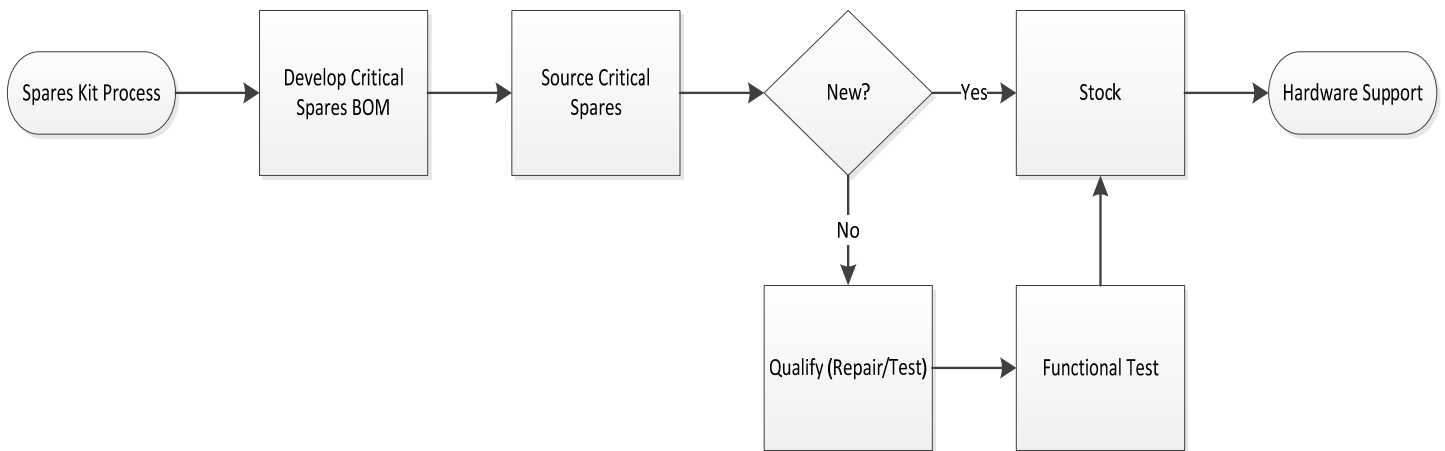 Spares Kit Process
Develop Critical
Spares BOM
Source Critical
Spares
New?
Yes
Stock
Hardware Support
No
Qualify (Repair/Test)
Functional Test